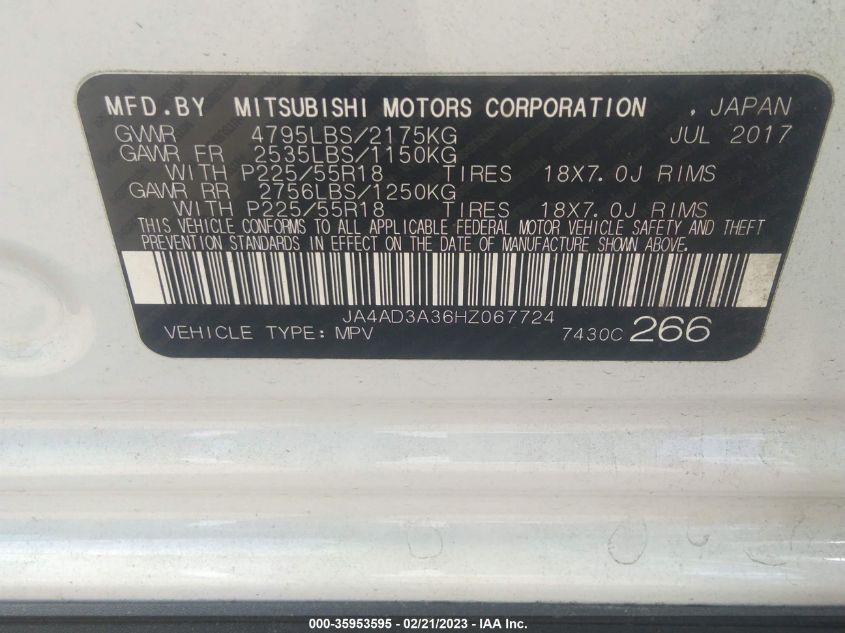 MFD.BY MITSUBISHI MOTORS CORPORATION , JAPAN
GVWR 4795LBS/2175KG JUL 2017
GAWR FR 2535LBS/1150KG
WITH P225/55R18 TIRES 18X7.0J RIMS
GAWR RR 2756LBS/1250KG
WITH P225/55R18 TIRES 18X7.0J RIMS
THIS VEHICLE CONFORMS TO ALL APPLICABLE FEDERAL MOTOR VEHICLE SAFETY AND THEFT
PREVENTION STANDARDS IN EFFECT ON THE DATE OF MANUFACTURE SHOWN ABOVE.
JA4AD3A36HZ067724
VEHICLE TYPE: MPV 7430C 266
000-35953595 - 02/21/2023 - IAA Inc.